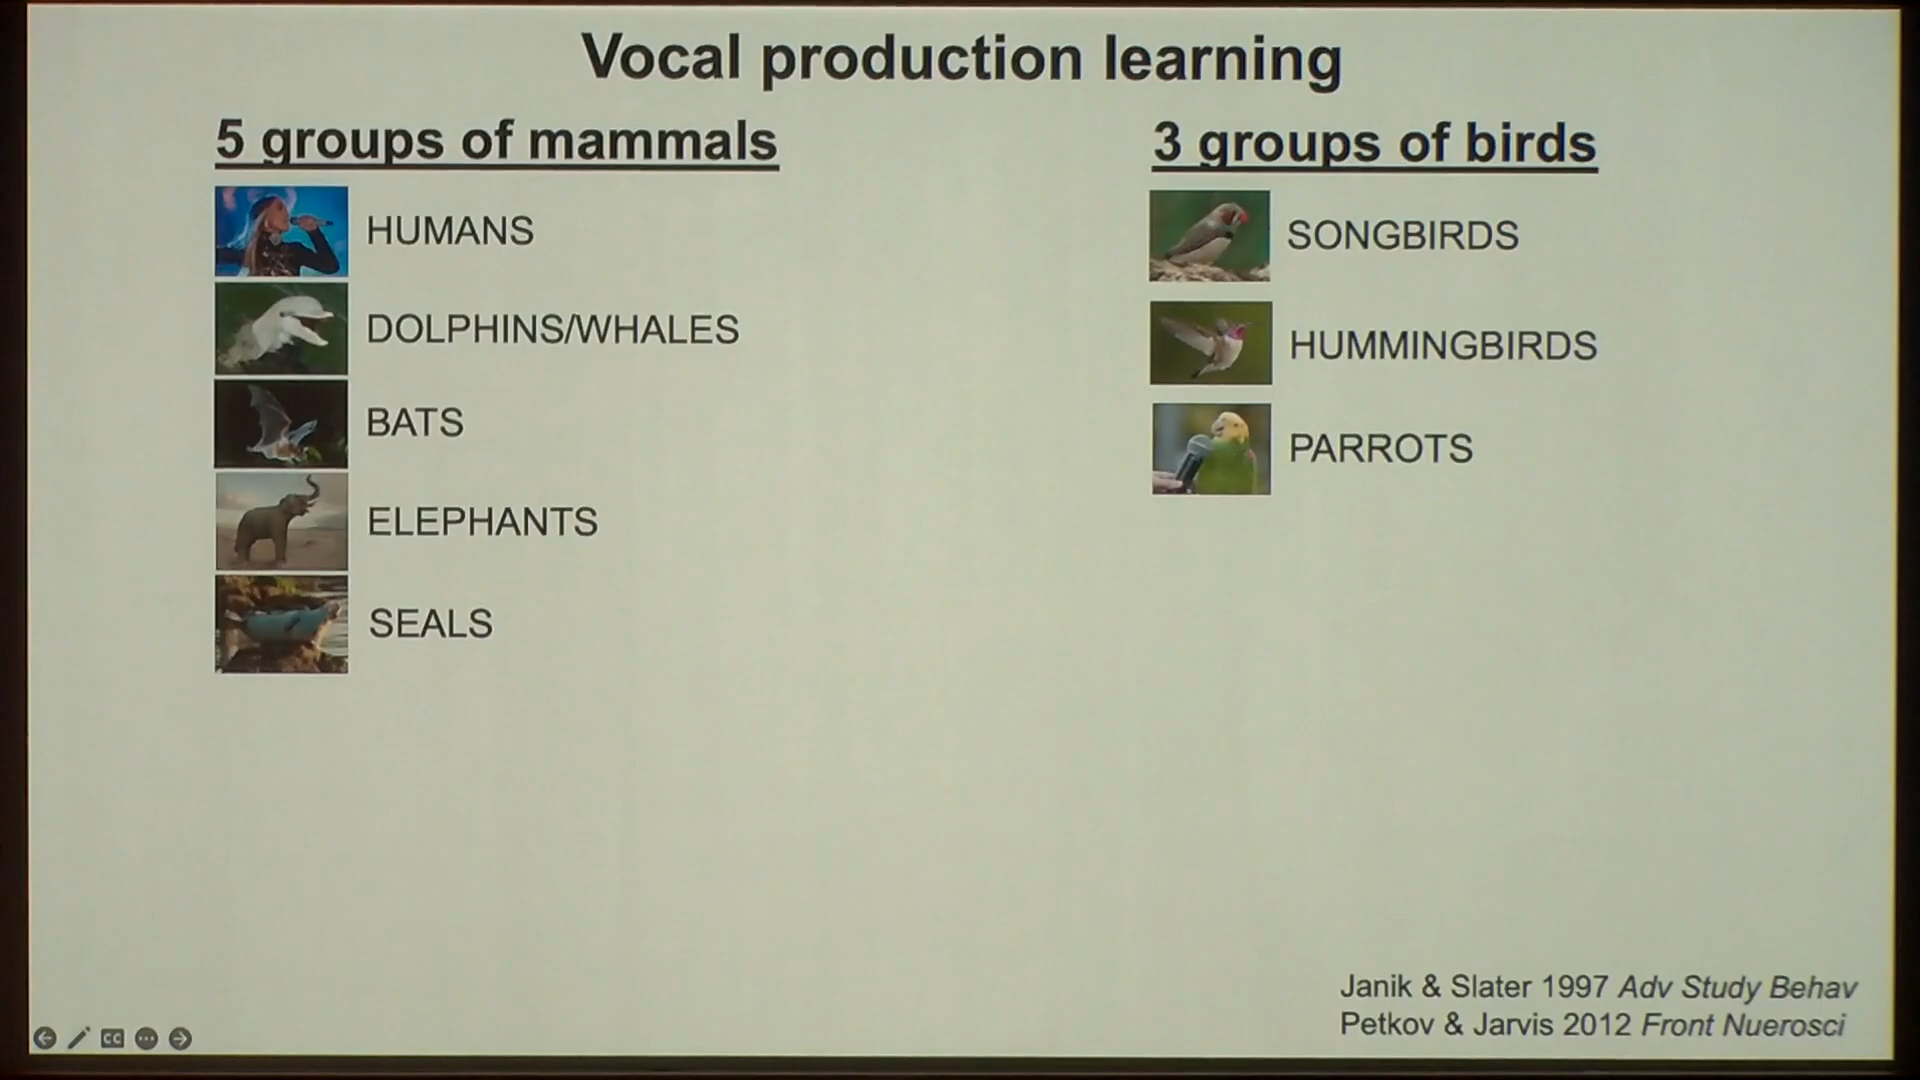 Vocal production learning
5 groups of mammals
HUMANS
DOLPHINS/WHALES
BATS
ELEPHANTS
SEALS
3 groups of birds
SONGBIRDS
HUMMINGBIRDS
PARROTS
Janik & Slater 1997 Adv Study Behav
Petkov & Jarvis 2012 Front Nuerosci
CC